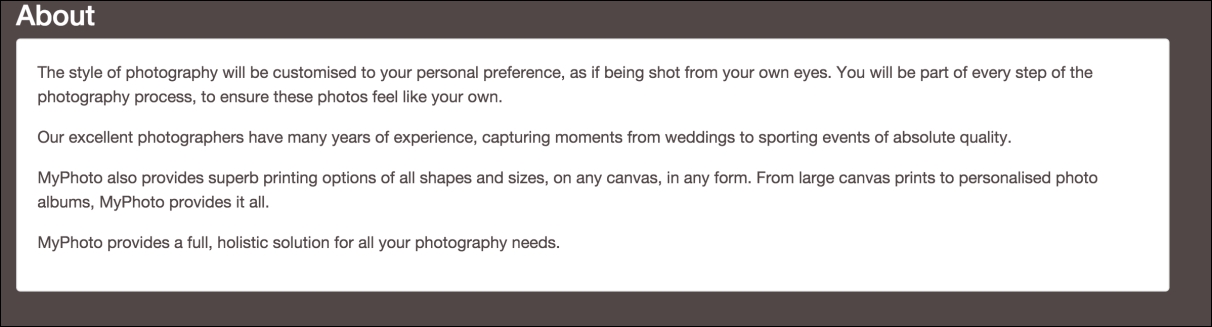 About
The style of photography will be customised to your personal preference, as if being shot from your own eyes. You will be part of every step of the
photography process, to ensure these photos feel like your own.
Our excellent photographers have many years of experience, capturing moments from weddings to sporting events of absolute quality.
MyPhoto also provides superb printing options of all shapes and sizes, on any canvas, in any form. From large canvas prints to personalised photo
albums, MyPhoto provides it all.
MyPhoto provides a full, holistic solution for all your photography needs.